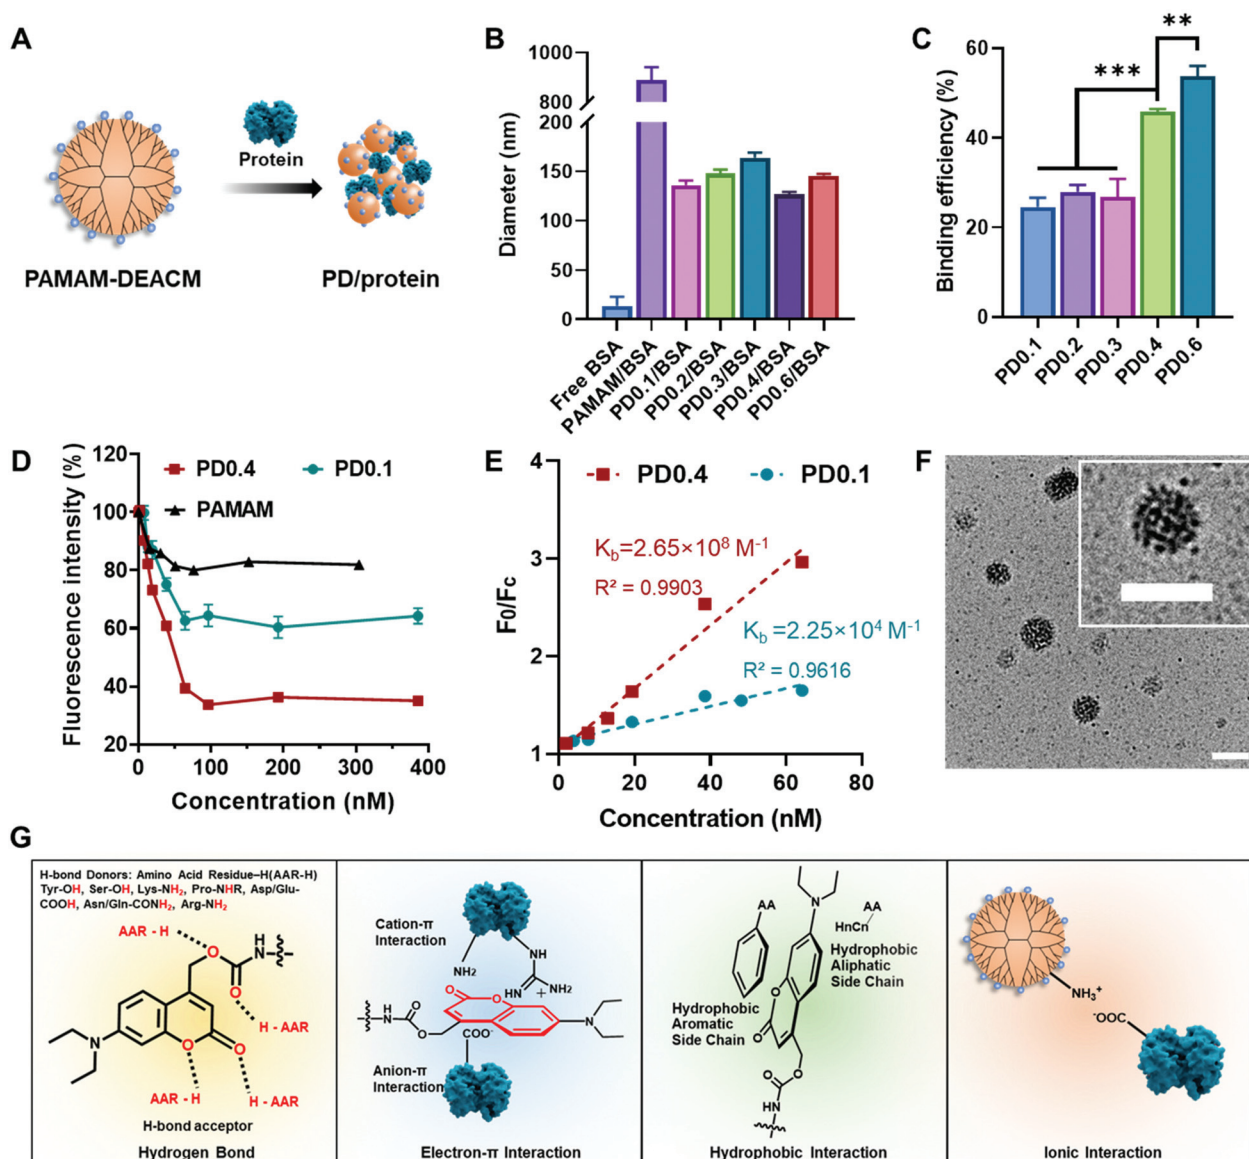 A
Protein
PAMAM-DEACM
PD/protein
B
Diameter (nm)
1000
800
200
150
100
50
0
Free BSA
PAMAM/BSA
PD0.1/BSA
PD0.2/BSA
PD0.3/BSA
PD0.4/BSA
PD0.6/BSA
C
Binding efficiency (%)
60
40
20
0
***
**
PD0.1
PD0.2
PD0.3
PD0.4
PD0.6
D
Fluorescence intensity (%)
120
100
80
60
40
20
PD0.4
PD0.1
PAMAM
0
100
200
300
400
Concentration (nM)
E
F₀/Fc
4
3
2
1
PD0.4
PD0.1
K_b=2.65×10⁸ M⁻¹
R² = 0.9903
K_b=2.25×10⁴ M⁻¹
R² = 0.9616
0
20
40
60
80
Concentration (nM)
F
G
H-bond Donors: Amino Acid Residue–H(AAR-H)
Tyr-OH, Ser-OH, Lys-NH₂, Pro-NHR, Asp/Glu-
COOH, Asn/Gln-CONH₂, Arg-NH₂
AAR - H
O
O
H
N
H - AAR
N
O
O
AAR - H
H - AAR
H-bond acceptor
Hydrogen Bond
Cation-π
Interaction
NH₂
NH
HN
NH₂
+
H
N
O
O
O
O
N
COO⁻
Anion-π
Interaction
Electron-π Interaction
AA
N
AA
HnCn
Hydrophobic
Aliphatic
Side Chain
Hydrophobic
Aromatic
Side Chain
O
O
O
O
NH
Hydrophobic Interaction
NH₃⁺
⁻OOC
Ionic Interaction